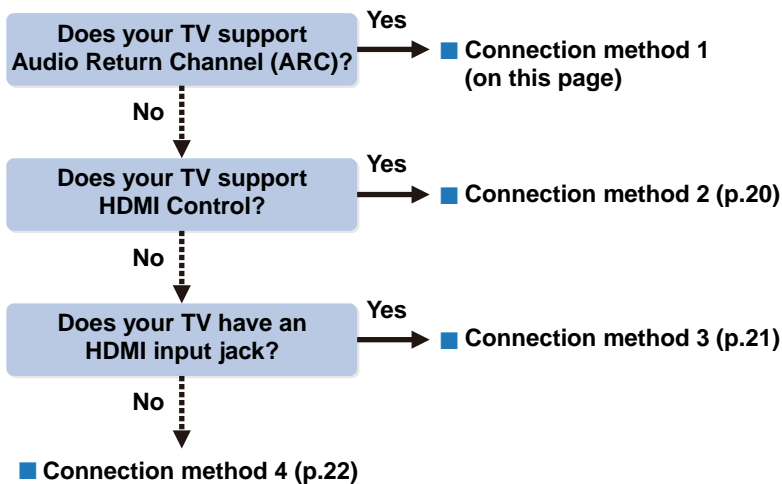 Does your TV support
Audio Return Channel (ARC)?
Yes
■ Connection method 1
(on this page)
No
Does your TV support
HDMI Control?
Yes
■ Connection method 2 (p.20)
No
Does your TV have an
HDMI input jack?
Yes
■ Connection method 3 (p.21)
No
■ Connection method 4 (p.22)